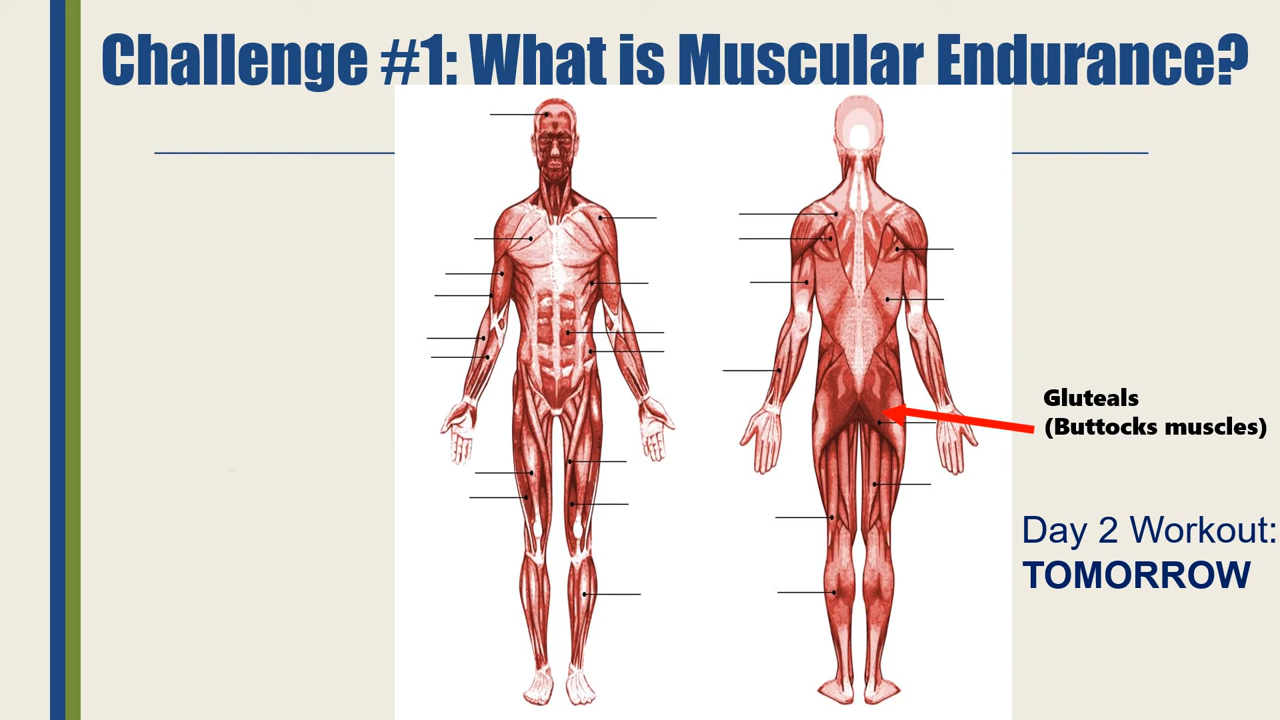 Challenge #1: What is Muscular Endurance?
Gluteals
(Buttocks muscles)
Day 2 Workout:
TOMORROW